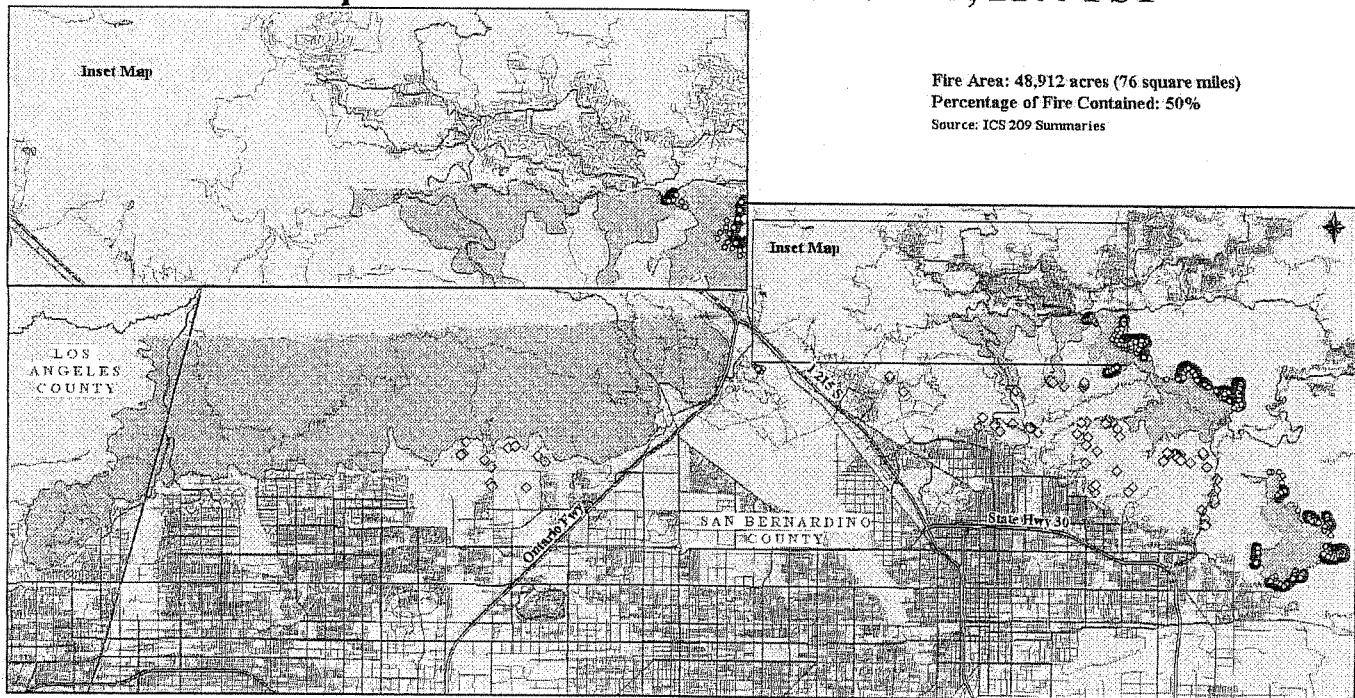 Inset Map
Fire Area: 48,912 acres (76 square miles)
Percentage of Fire Contained: 50%
Source: ICS 209 Summaries
Inset Map
LOS
ANGELES
COUNTY
I 215 S
Ontario Fwy
SAN BERNARDINO
COUNTY
State Hwy 30